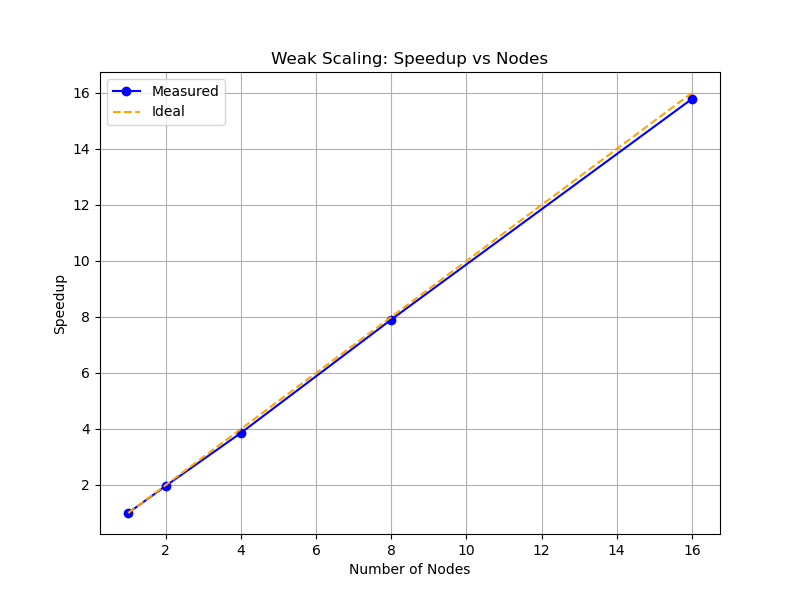 Weak Scaling: Speedup vs Nodes
Measured
Ideal
16
14
12
10
8
6
4
2
Speedup
2 4 6 8 10 12 14 16
Number of Nodes